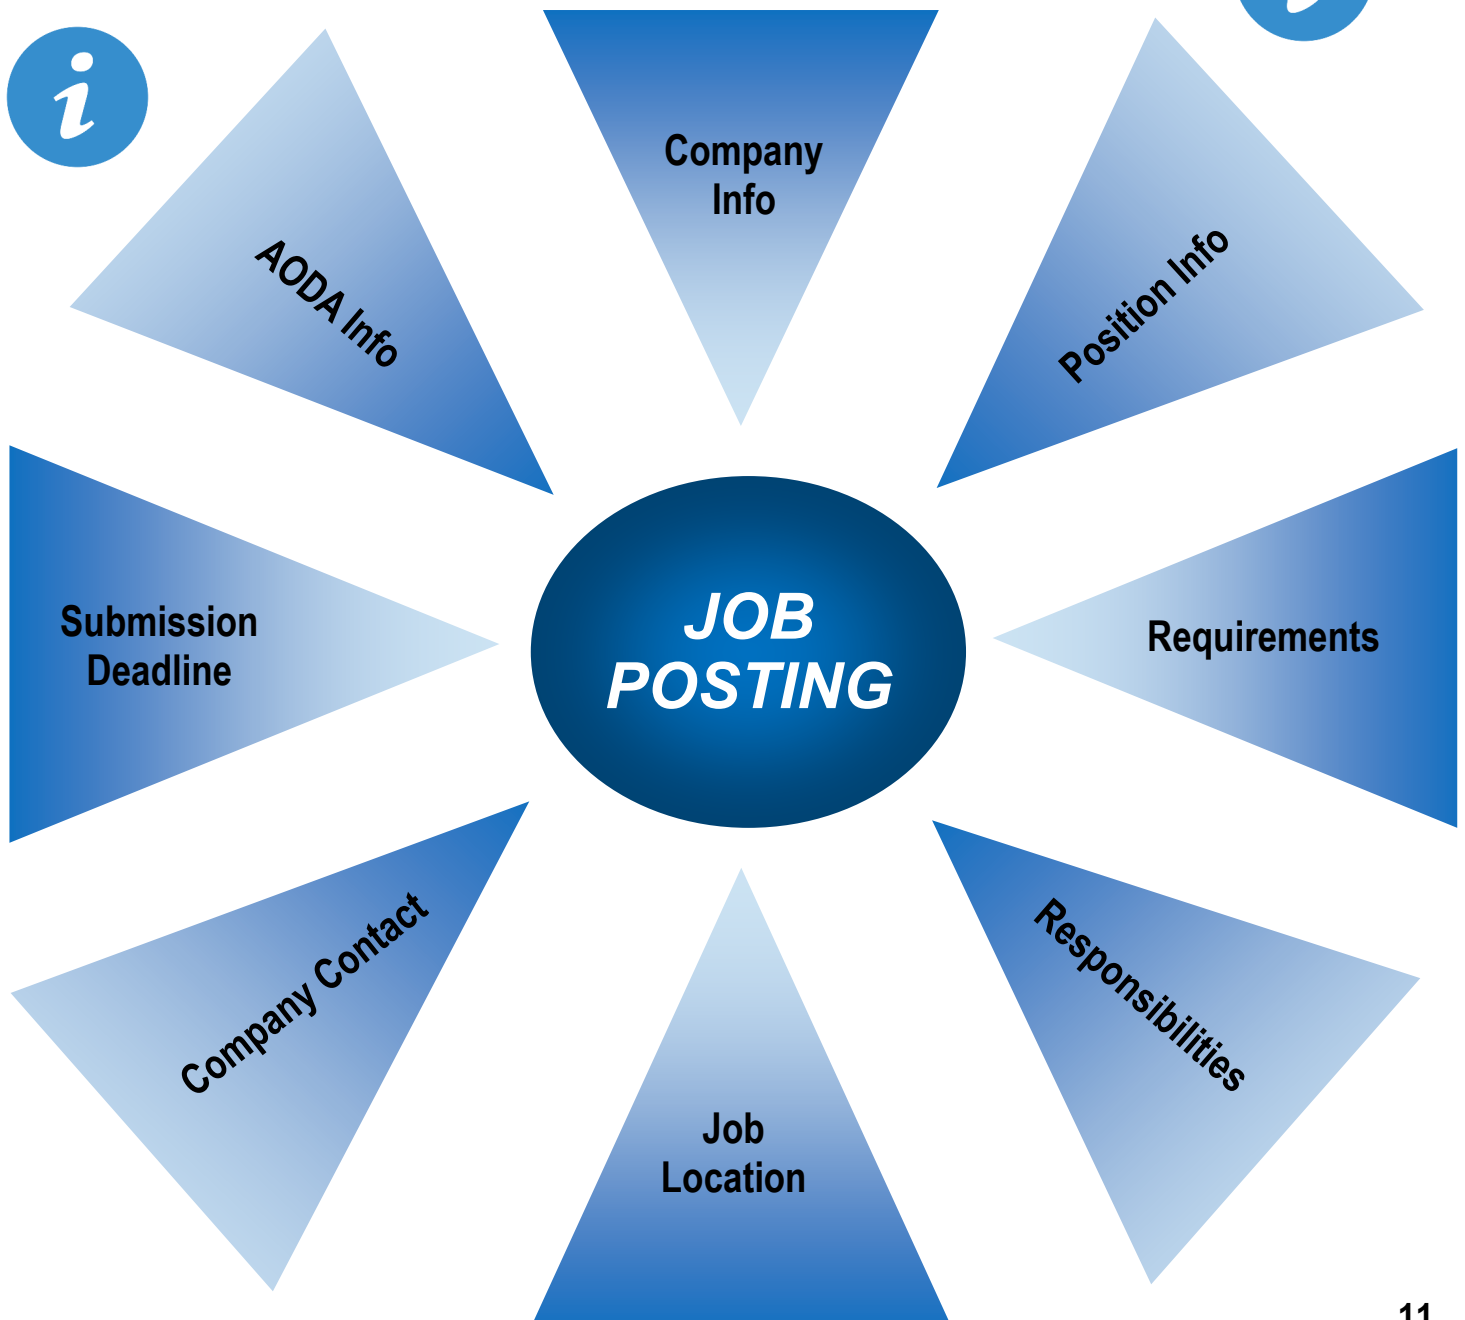 i
i
Company
Info
Position Info
Requirements
Responsibilities
Job
Location
Company Contact
Submission
Deadline
AODA Info
JOB
POSTING
11